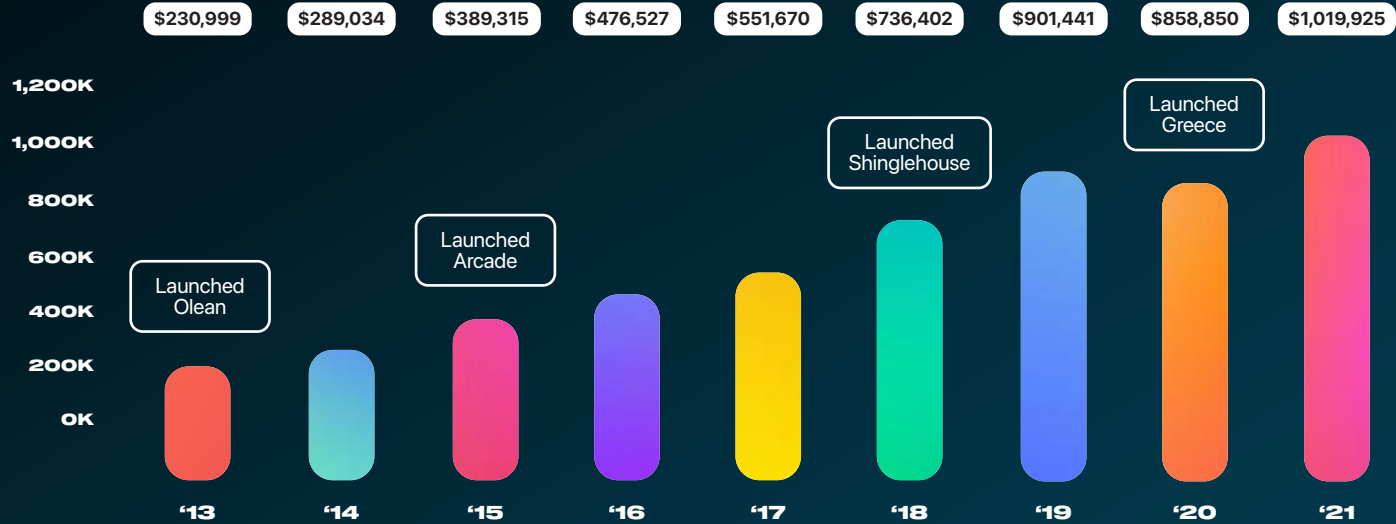 $230,999 $289,034 $389,315 $476,527 $551,670 $736,402 $901,441 $858,850 $1,019,925
1,200K
1,000K
800K
600K
400K
200K
0K
Launched
Olean
Launched
Arcade
Launched
Shinglehouse
Launched
Greece
‘13 ‘14 ‘15 ‘16 ‘17 ‘18 ‘19 ‘20 ‘21